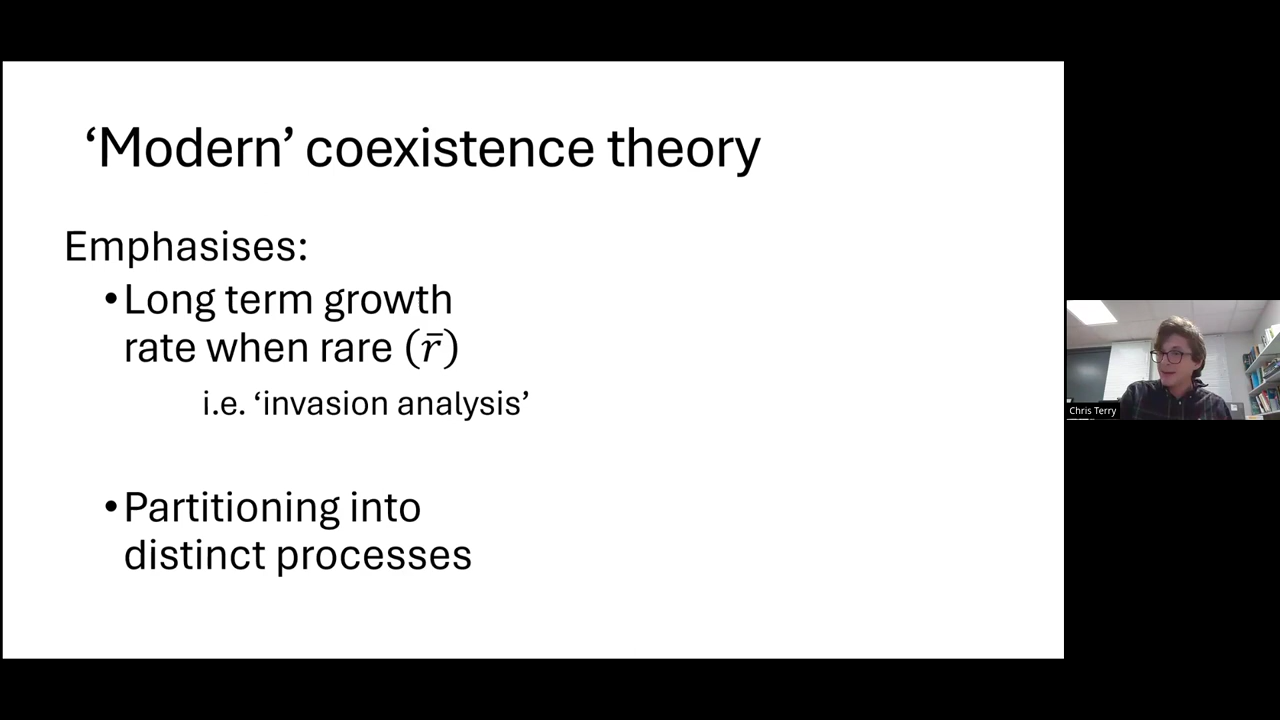 ‘Modern’ coexistence theory
Emphasises:
•Long term growth
rate when rare (r̄)
i.e. ‘invasion analysis’
•Partitioning into
distinct processes
Chris Terry